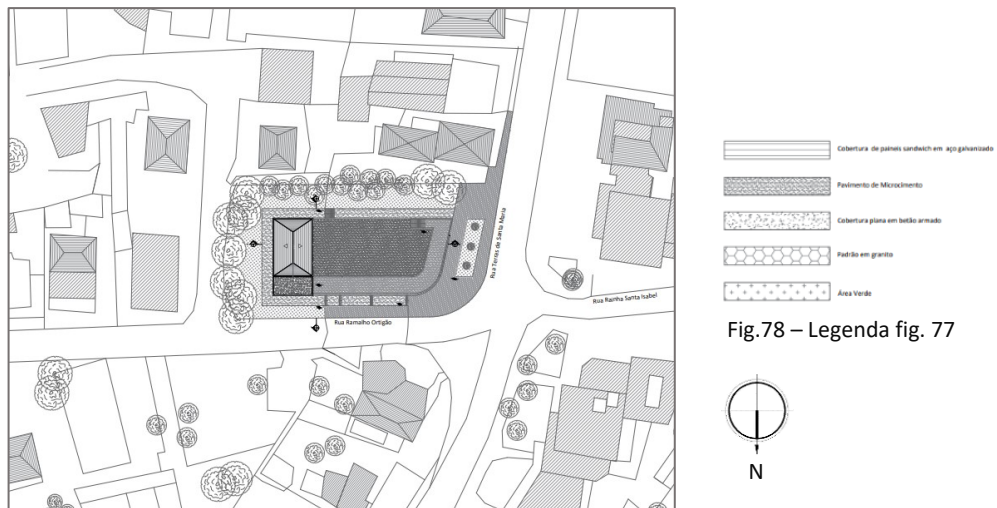 Rua Terras de Santa Maria
Rua Rainha Santa Isabel
Rua Ramalho Ortigão
Cobertura de paineis sandwich em aço galvanizado
Pavimento de Microcimento
Cobertura plana em betão armado
Padrão em granito
Área Verde
Fig.78 – Legenda fig. 77
N